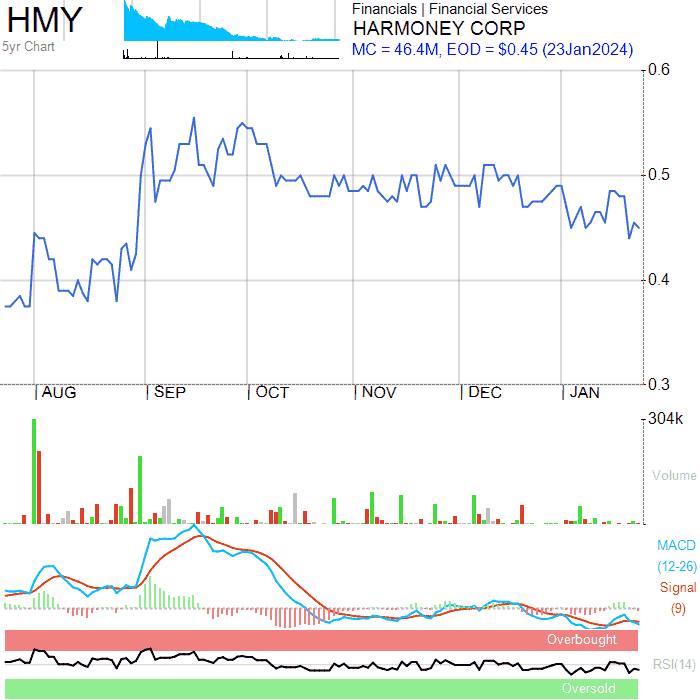 HMY
5yr Chart
Financials | Financial Services
HARMONEY CORP
MC = 46.4M, EOD = $0.45 (23Jan2024)
0.6
0.5
0.4
0.3
AUG SEP OCT NOV DEC JAN
304k
Volume
MACD
(12-26)
Signal
(9)
Overbought
RSI(14)
Oversold